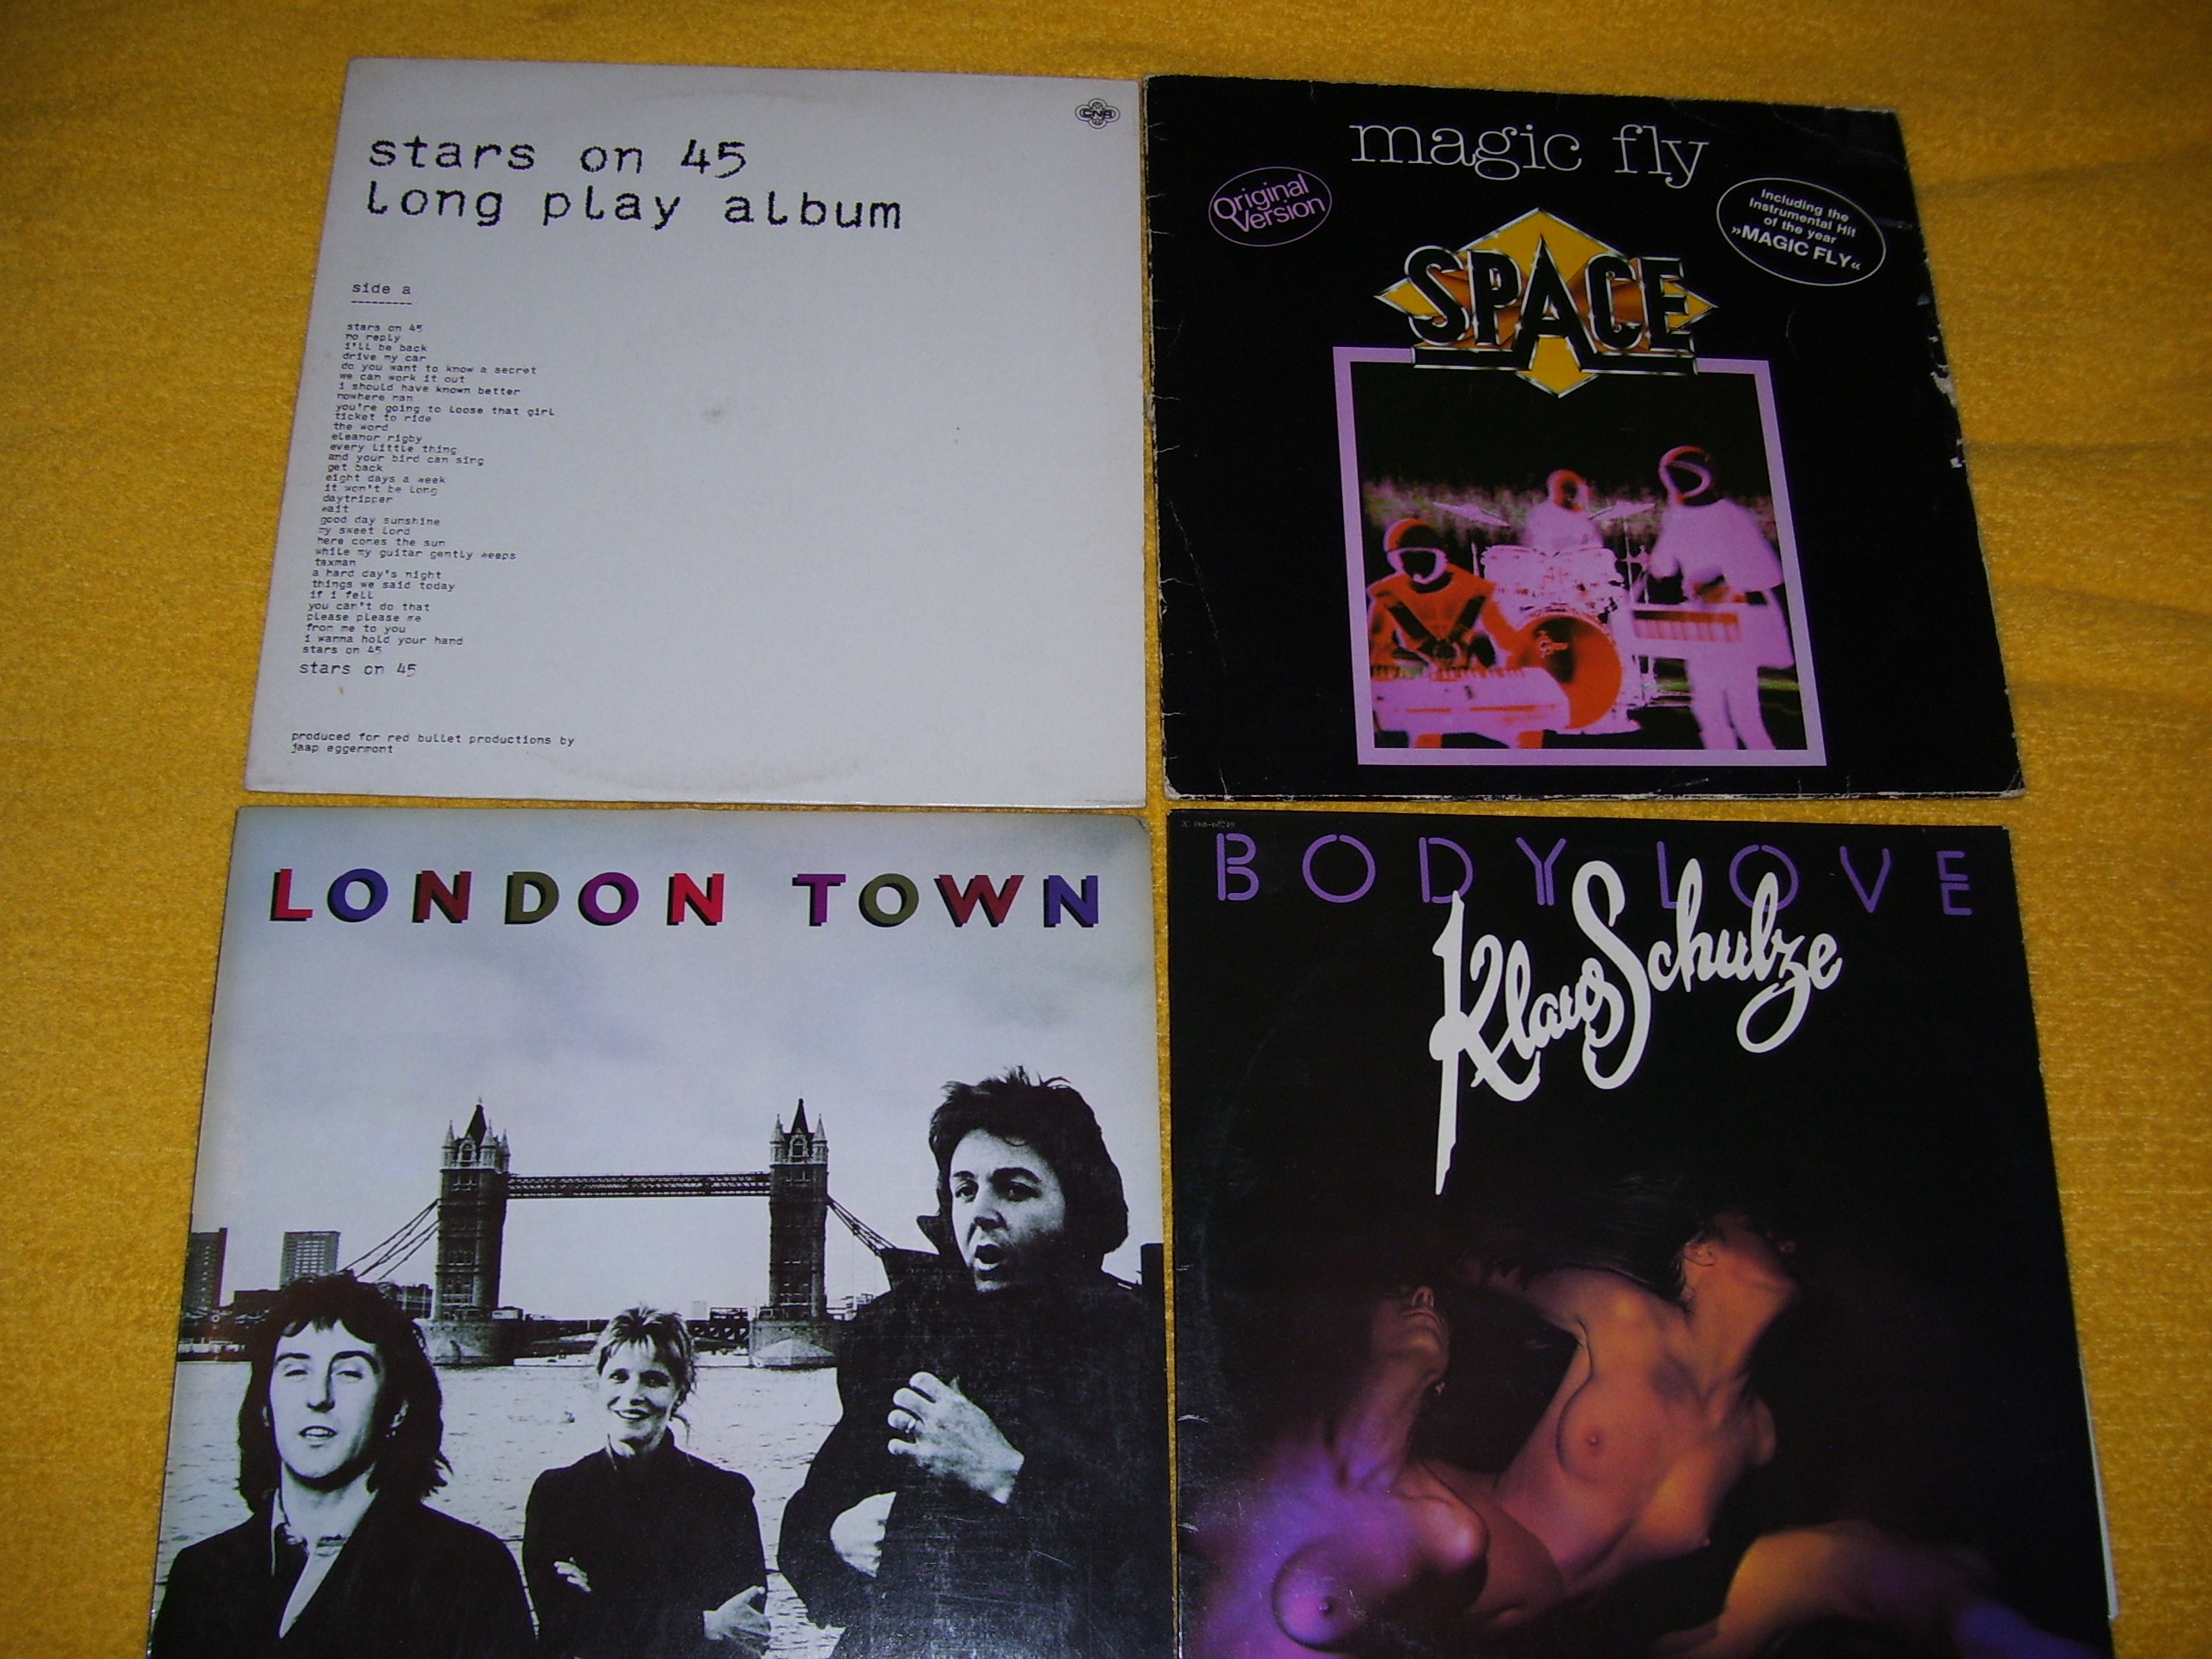 CNR
stars on 45
long play album
side a
stars on 45
no reply
i'll be back
drive my car
do you want to know a secret
we can work it out
i should have known better
nowhere man
you're going to loose that girl
ticket to ride
the word
eleanor rigby
every little thing
and your bird can sing
get back
eight days a week
it won't be long
daytripper
wait
good day sunshine
my sweet lord
here comes the sun
while my guitar gently weeps
taxman
a hard day's night
things we said today
if i fell
you can't do that
please please me
from me to you
i wanna hold your hand
stars on 45
stars on 45
produced for red bullet productions by
jaap eggermont
magic fly
Original
Version
Including the
Instrumental Hit
of the year
»MAGIC FLY«
SPACE
LONDON TOWN
BODY LOVE
Klaus Schulze